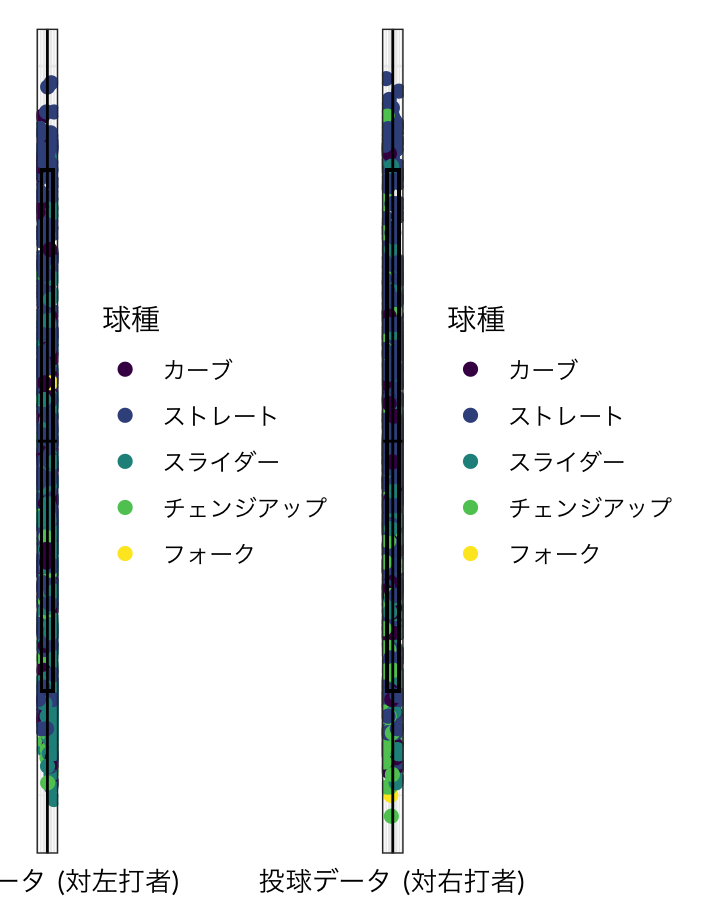 球種
カーブ
ストレート
スライダー
チェンジアップ
フォーク
球種
カーブ
ストレート
スライダー
チェンジアップ
フォーク
ータ (対左打者)
投球データ (対右打者)